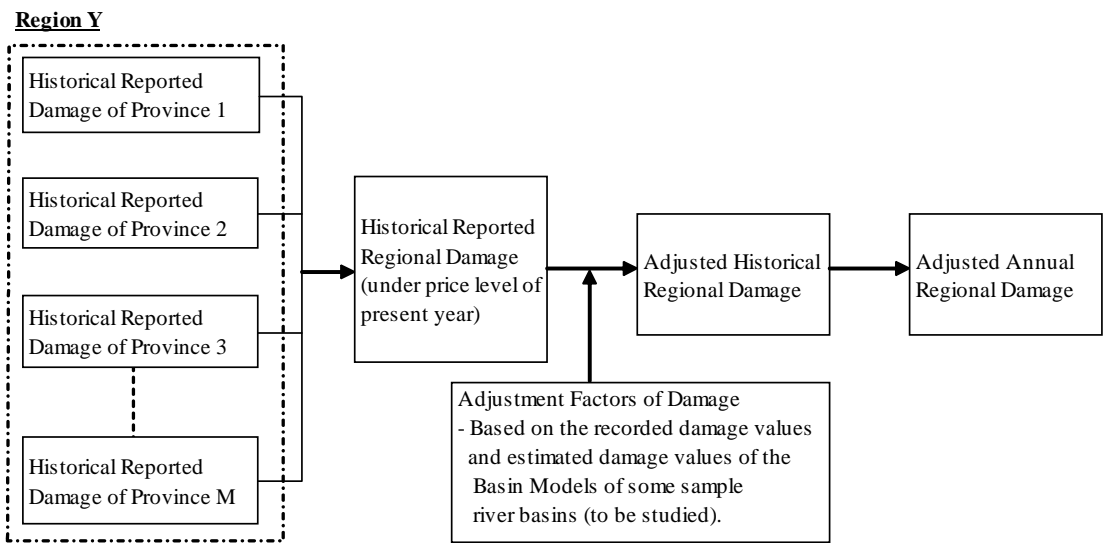 Region Y
Historical Reported
Damage of Province 1
Historical Reported
Damage of Province 2
Historical Reported
Damage of Province 3
Historical Reported
Damage of Province M
Historical Reported
Regional Damage
(under price level of
present year)
Adjusted Historical
Regional Damage
Adjusted Annual
Regional Damage
Adjustment Factors of Damage
- Based on the recorded damage values
and estimated damage values of the
Basin Models of some sample
river basins (to be studied).